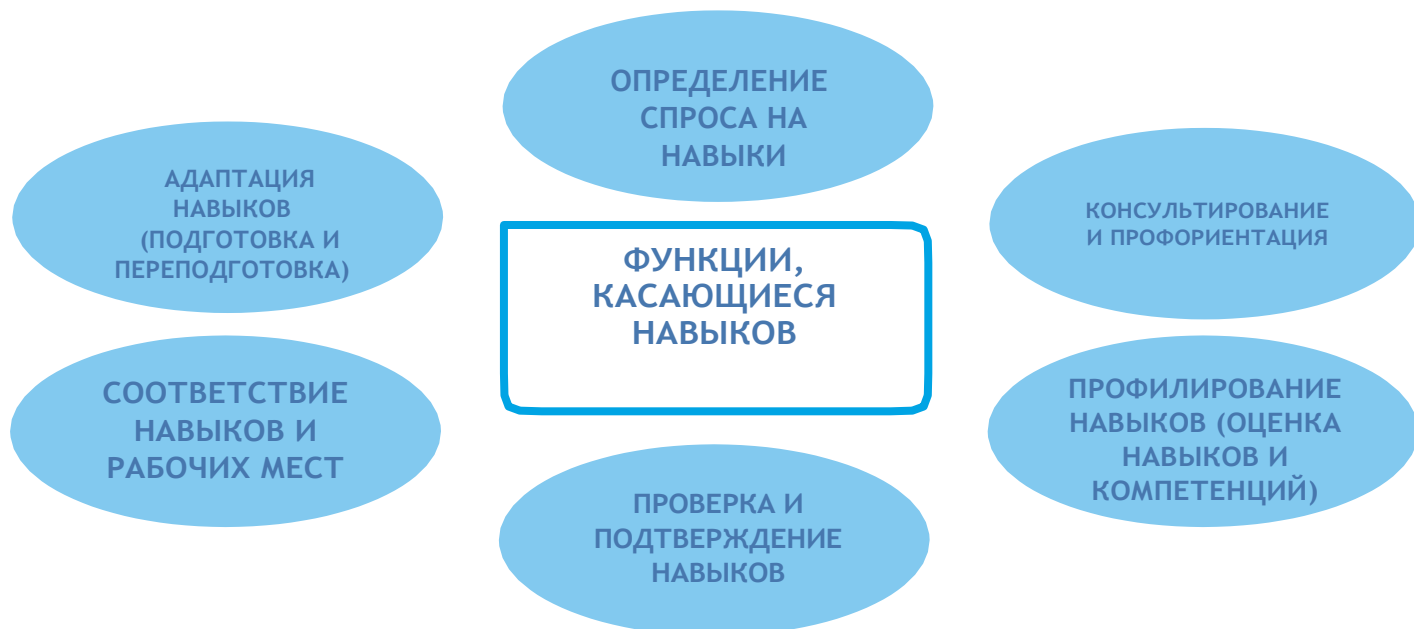 ОПРЕДЕЛЕНИЕ
СПРОСА НА
НАВЫКИ
АДАПТАЦИЯ
НАВЫКОВ
(ПОДГОТОВКА И
ПЕРЕПОДГОТОВКА)
КОНСУЛЬТИРОВАНИЕ
И ПРОФОРИЕНТАЦИЯ
ФУНКЦИИ,
КАСАЮЩИЕСЯ
НАВЫКОВ
СООТВЕТСТВИЕ
НАВЫКОВ И
РАБОЧИХ МЕСТ
ПРОФИЛИРОВАНИЕ
НАВЫКОВ (ОЦЕНКА
НАВЫКОВ И
КОМПЕТЕНЦИЙ)
ПРОВЕРКА И
ПОДТВЕРЖДЕНИЕ
НАВЫКОВ